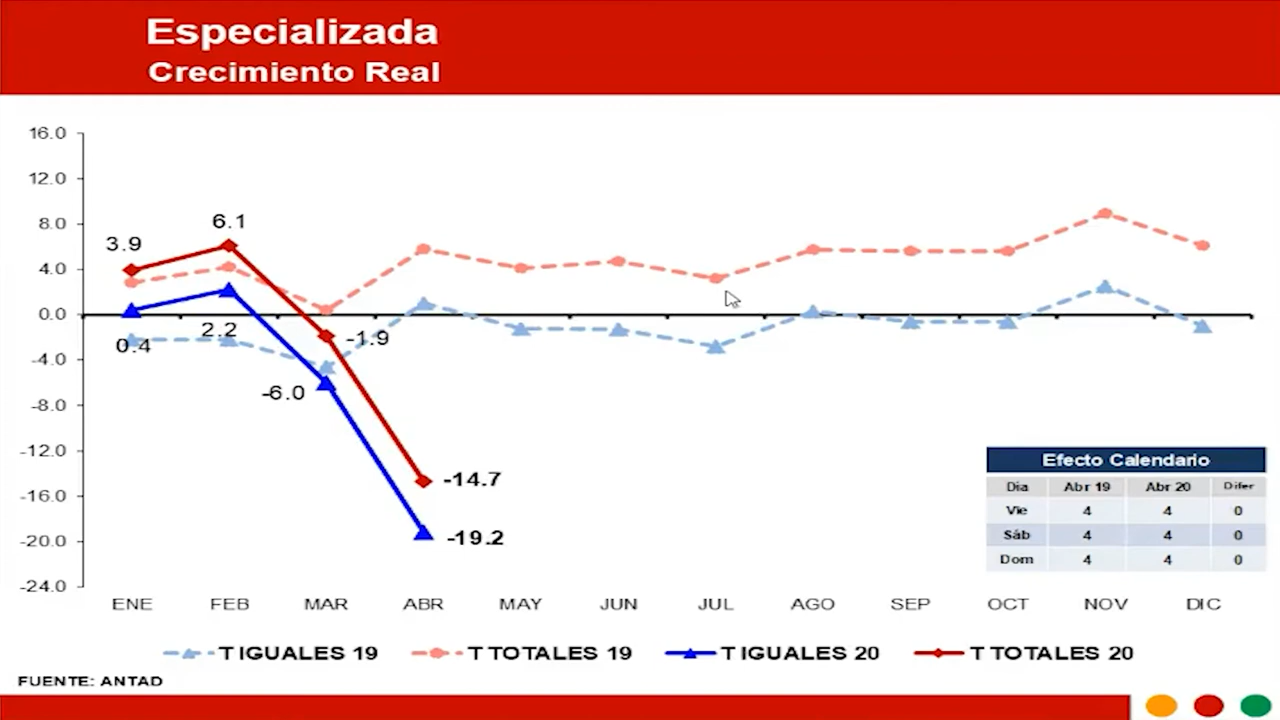 Especializada
Crecimiento Real
16.0
12.0
8.0
4.0
0.0
-4.0
-8.0
-12.0
-16.0
-20.0
-24.0
3.9
6.1
0.4
2.2
-1.9
-6.0
-14.7
-19.2
ENE FEB MAR ABR MAY JUN JUL AGO SEP OCT NOV DIC
Efecto Calendario
Día Abr 19 Abr 20 Difer
Vie 4 4 0
Sáb 4 4 0
Dom 4 4 0
T IGUALES 19 T TOTALES 19 T IGUALES 20 T TOTALES 20
FUENTE: ANTAD